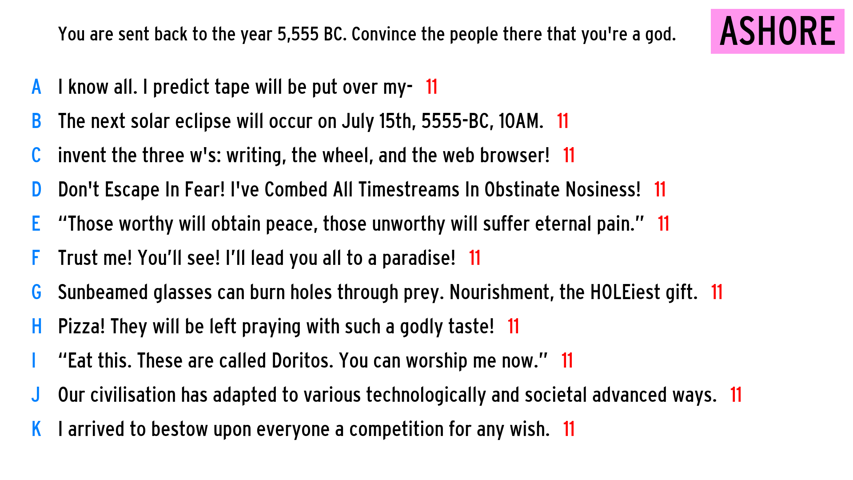 You are sent back to the year 5,555 BC. Convince the people there that you're a god.
ASHORE
A I know all. I predict tape will be put over my- 11
B The next solar eclipse will occur on July 15th, 5555-BC, 10AM. 11
C invent the three w's: writing, the wheel, and the web browser! 11
D Don't Escape In Fear! I've Combed All Timestreams In Obstinate Nosiness! 11
E “Those worthy will obtain peace, those unworthy will suffer eternal pain.” 11
F Trust me! You’ll see! I’ll lead you all to a paradise! 11
G Sunbeamed glasses can burn holes through prey. Nourishment, the HOLEiest gift. 11
H Pizza! They will be left praying with such a godly taste! 11
I “Eat this. These are called Doritos. You can worship me now.” 11
J Our civilisation has adapted to various technologically and societal advanced ways. 11
K I arrived to bestow upon everyone a competition for any wish. 11